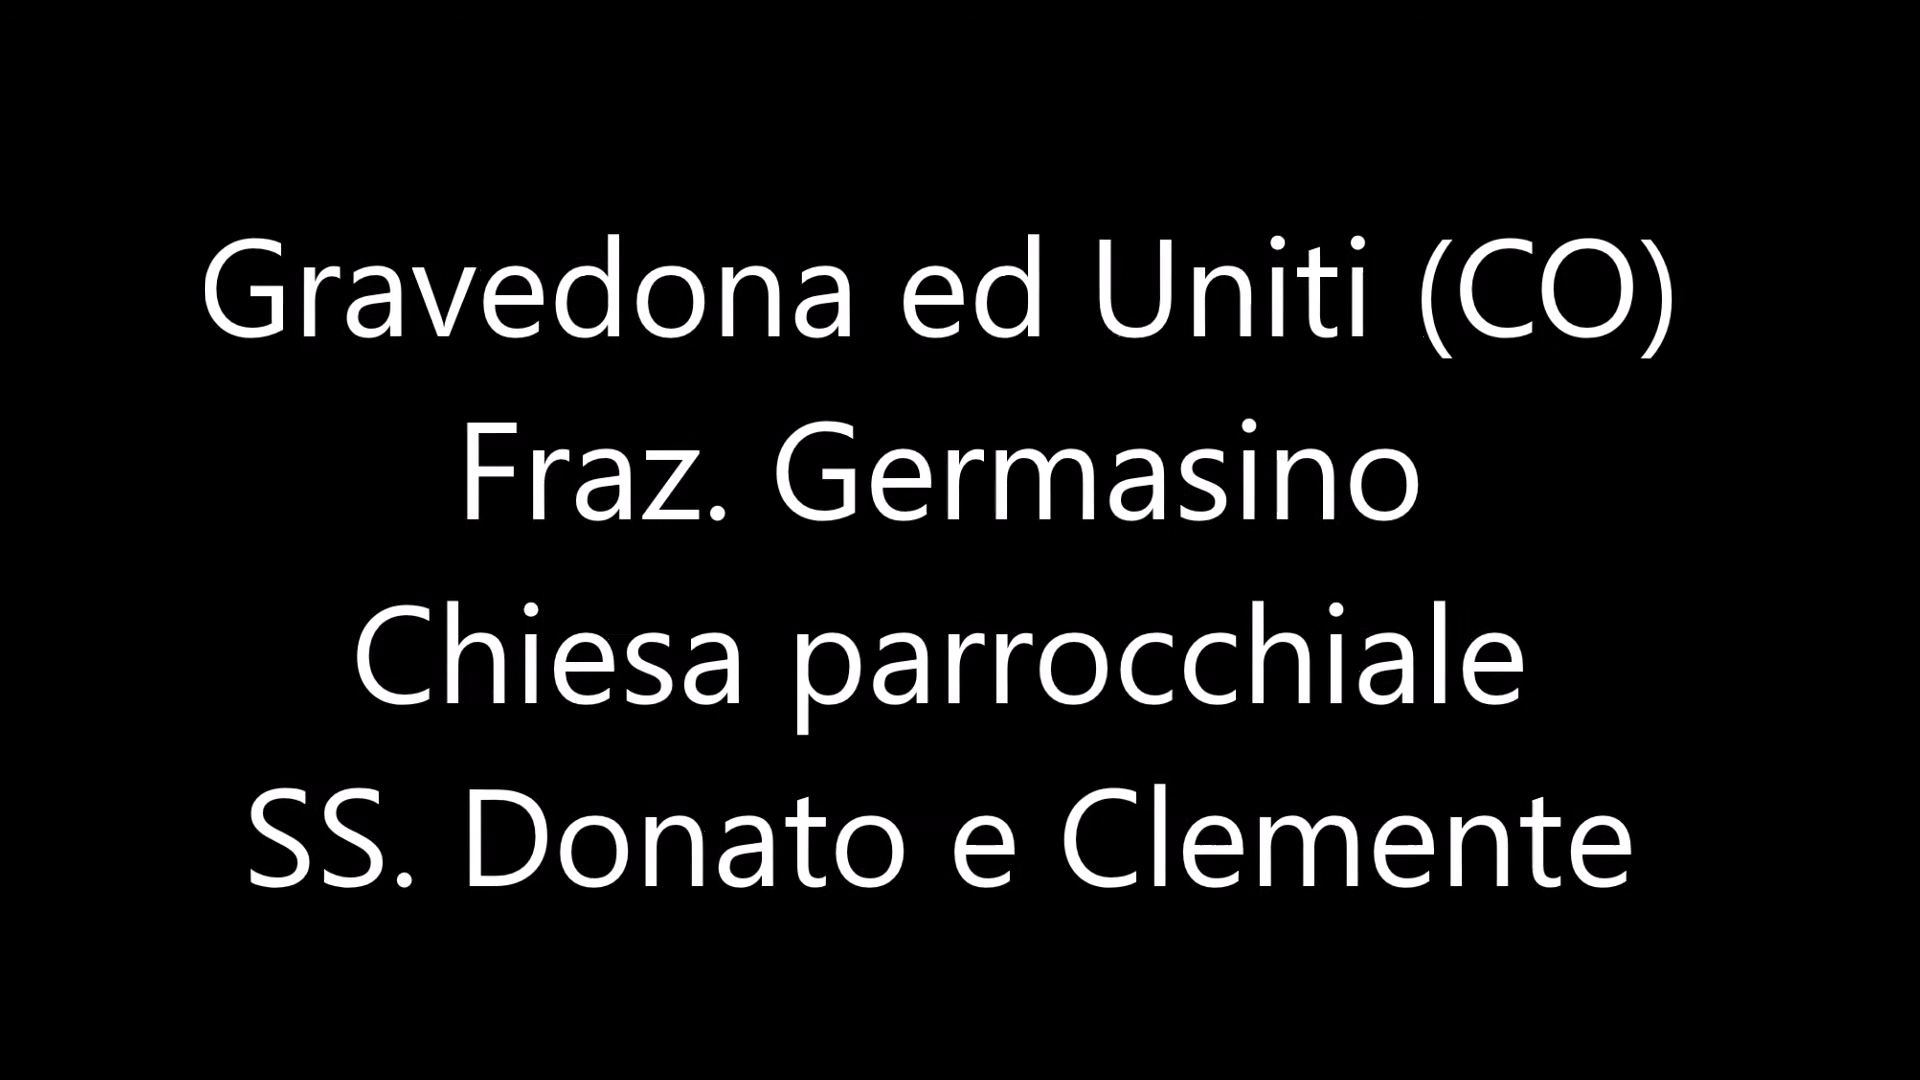 Gravedona ed Uniti (CO)
Fraz. Germasino
Chiesa parrocchiale
SS. Donato e Clemente